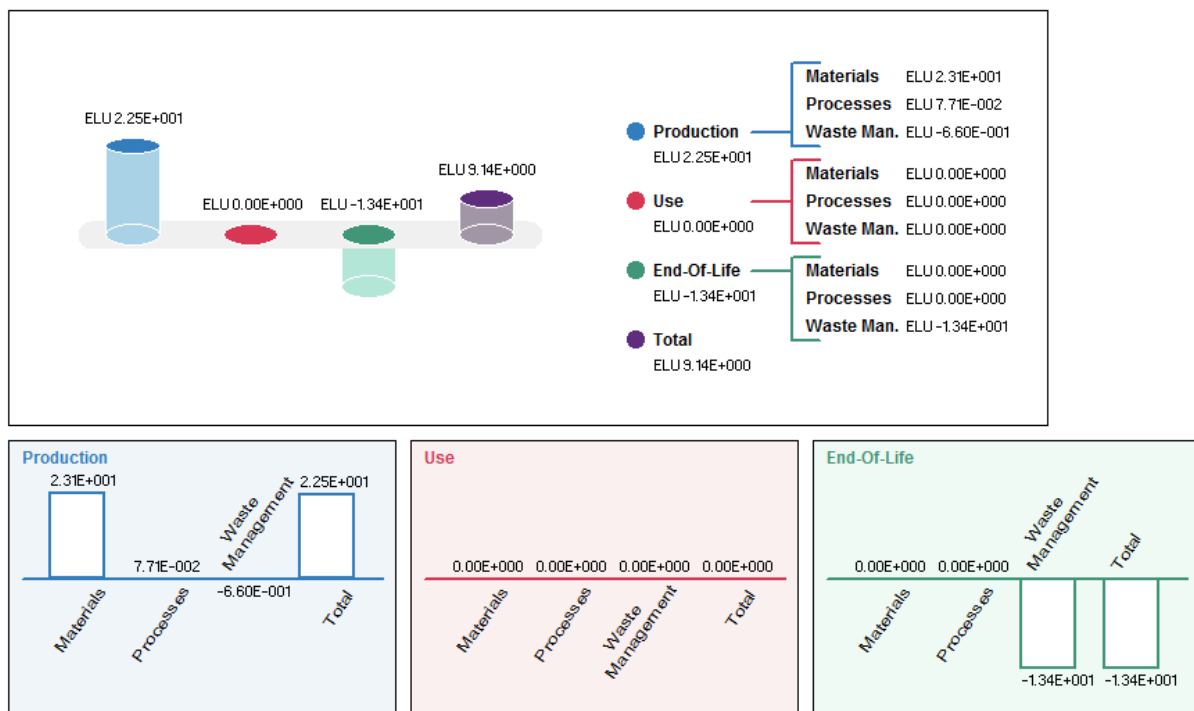 ELU 2.25E+001
ELU 0.00E+000
ELU -1.34E+001
ELU 9.14E+000
Production
ELU 2.25E+001
Materials ELU 2.31E+001
Processes ELU 7.71E-002
Waste Man. ELU -6.60E-001
Use
ELU 0.00E+000
Materials ELU 0.00E+000
Processes ELU 0.00E+000
Waste Man. ELU 0.00E+000
End-Of-Life
ELU -1.34E+001
Materials ELU 0.00E+000
Processes ELU 0.00E+000
Waste Man. ELU -1.34E+001
Total
ELU 9.14E+000
Production
2.31E+001
7.71E-002
-6.60E-001
2.25E+001
Materials
Processes
Waste
Management
Total
Use
0.00E+000 0.00E+000 0.00E+000 0.00E+000
Materials
Processes
Waste
Management
Total
End-Of-Life
0.00E+000 0.00E+000
-1.34E+001 -1.34E+001
Materials
Processes
Waste
Management
Total